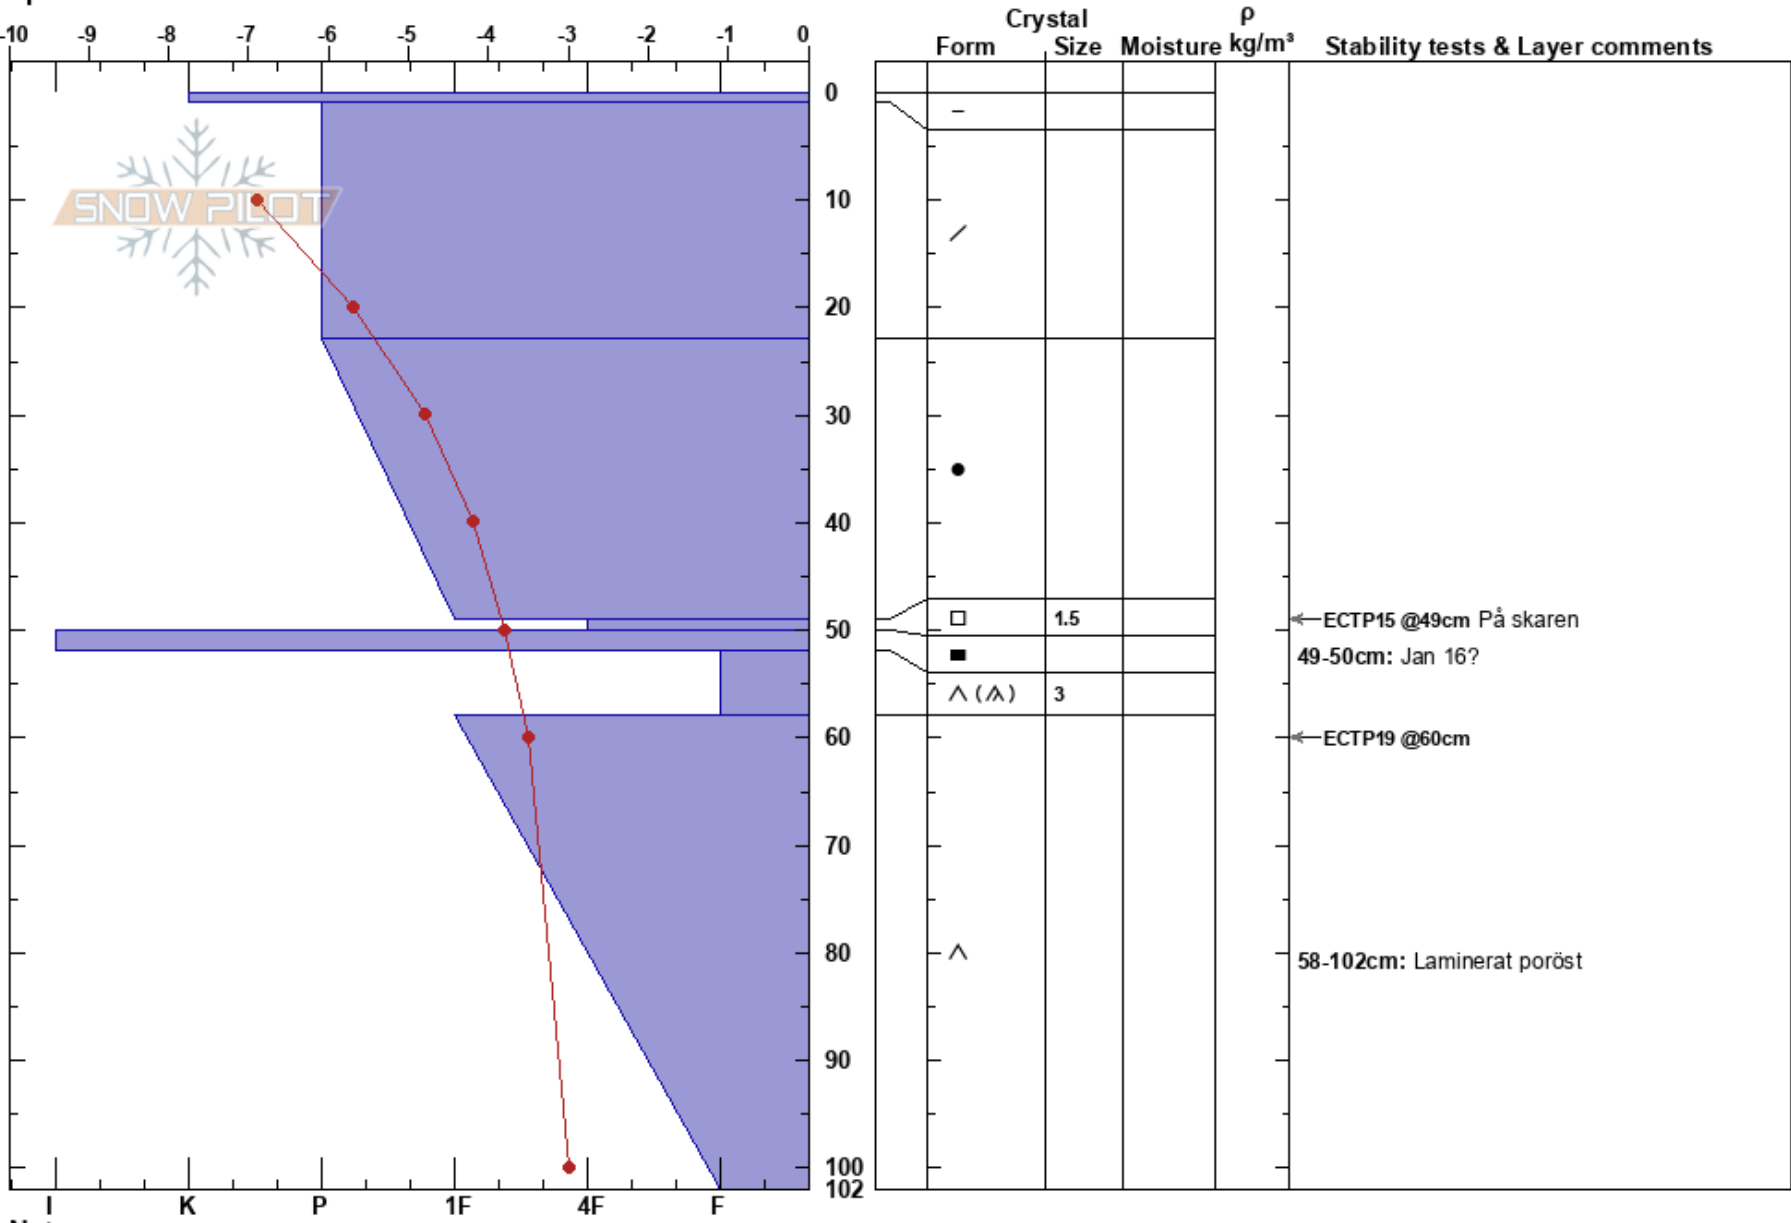 -10 -9 -8 -7 -6 -5 -4 -3 -2 -1 0
Crystal
ρ
Form Size Moisture kg/m³ Stability tests & Layer comments
0
SNOW PILOT
10
20
30
40
1.5
ECTP15 @49cm På skaren
50
49-50cm: Jan 16?
3
60
ECTP19 @60cm
70
80
58-102cm: Laminerat poröst
90
100
102
I K P 1F 4F F